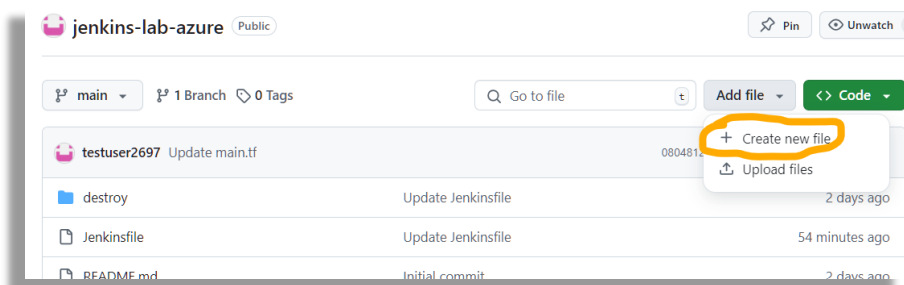 jenkins-lab-azure Public Pin Unwatch
main 1 Branch 0 Tags Go to file t Add file <> Code
+ Create new file
testuser2697 Update main.tf 0804812
Upload files
destroy Update Jenkinsfile 2 days ago
Jenkinsfile Update Jenkinsfile 54 minutes ago
README.md Initial commit 2 days ago